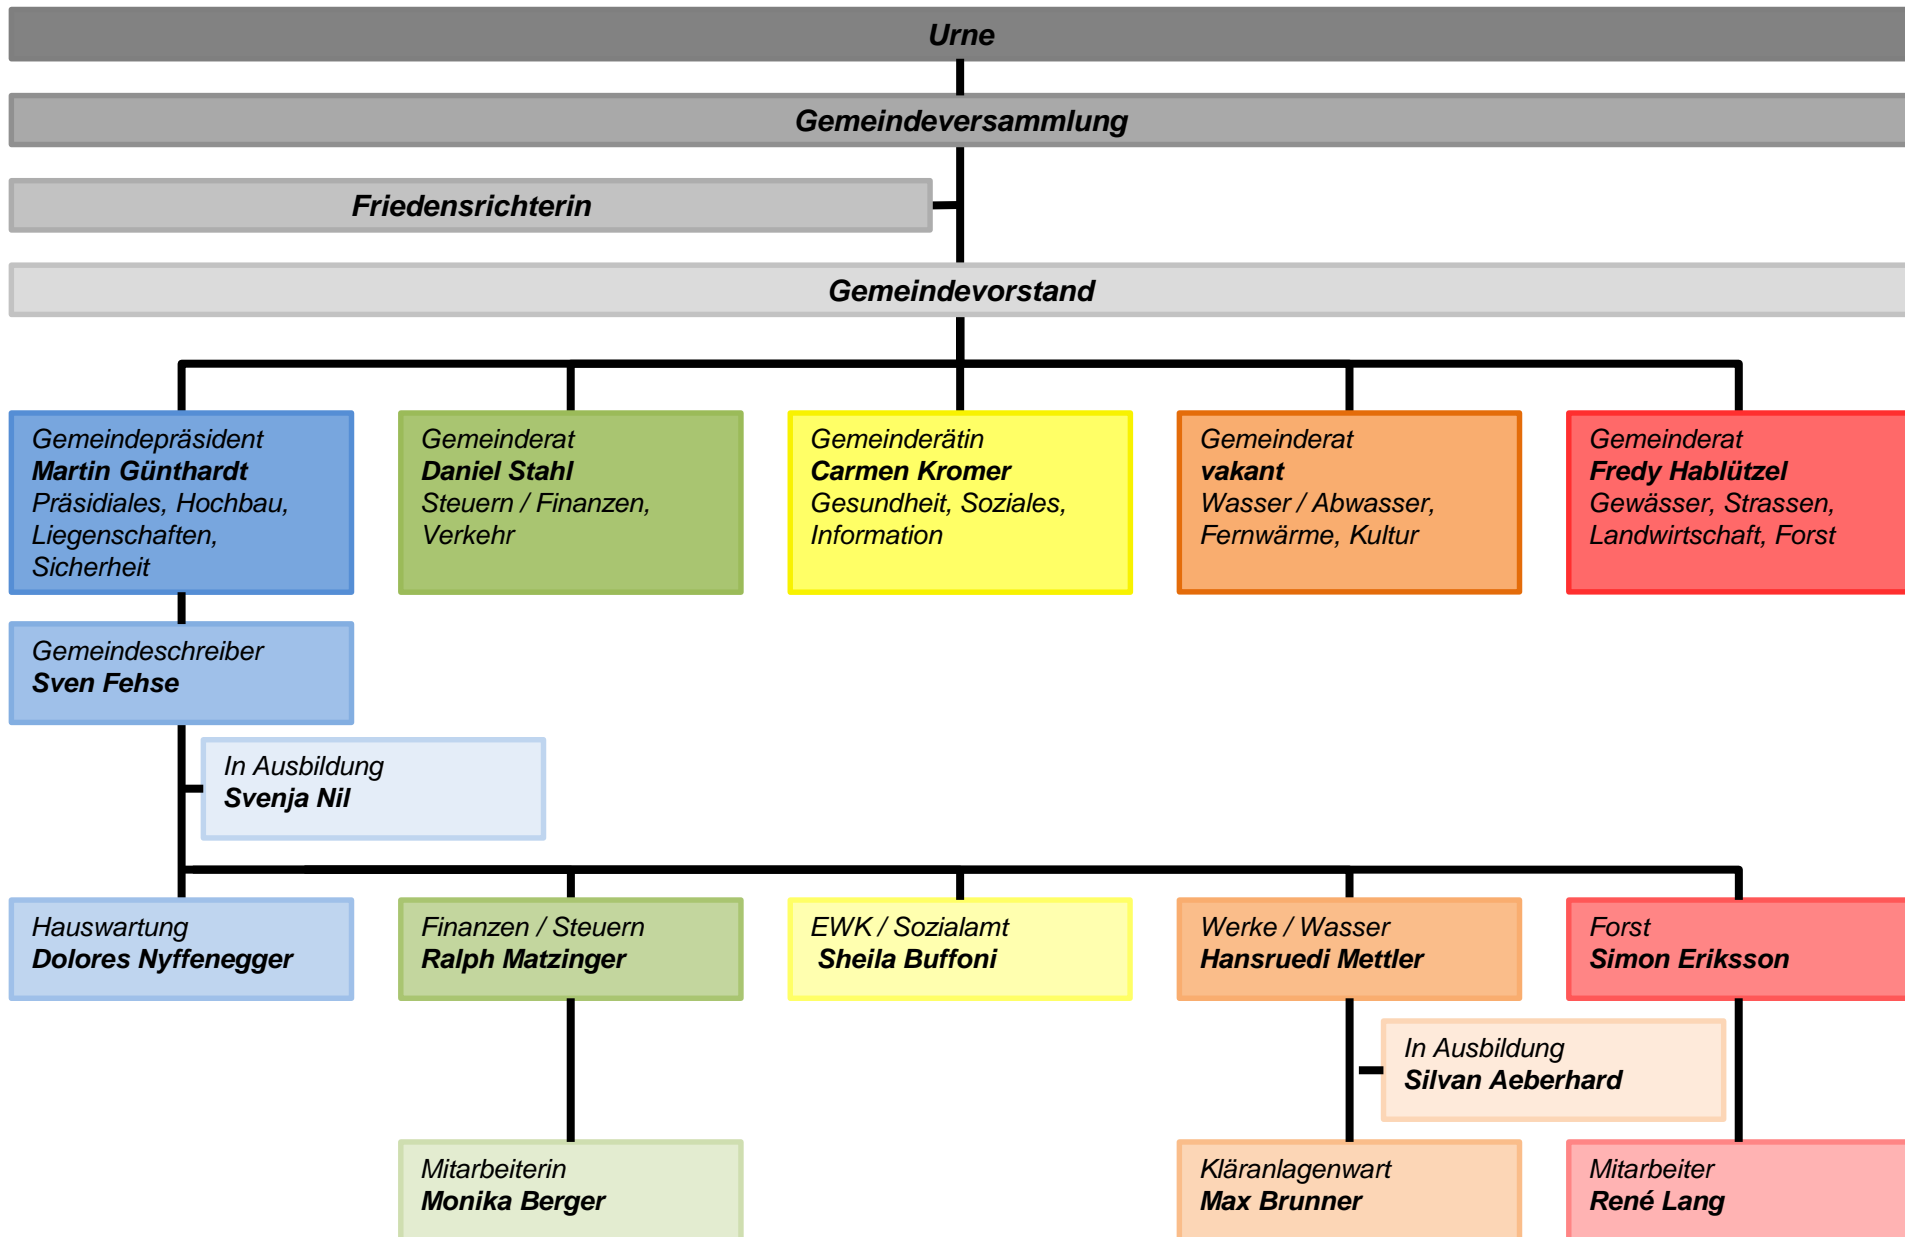 Urne
Gemeindeversammlung
Friedensrichterin
Gemeindevorstand
Gemeindepräsident
Martin Günthardt
Präsidiales, Hochbau,
Liegenschaften,
Sicherheit
Gemeinderat
Daniel Stahl
Steuern / Finanzen,
Verkehr
Gemeinderätin
Carmen Kromer
Gesundheit, Soziales,
Information
Gemeinderat
vakant
Wasser / Abwasser,
Fernwärme, Kultur
Gemeinderat
Fredy Hablützel
Gewässer, Strassen,
Landwirtschaft, Forst
Gemeindeschreiber
Sven Fehse
In Ausbildung
Svenja Nil
Hauswartung
Dolores Nyffenegger
Finanzen / Steuern
Ralph Matzinger
EWK / Sozialamt
Sheila Buffoni
Werke / Wasser
Hansruedi Mettler
Forst
Simon Eriksson
In Ausbildung
Silvan Aeberhard
Mitarbeiterin
Monika Berger
Kläranlagenwart
Max Brunner
Mitarbeiter
René Lang